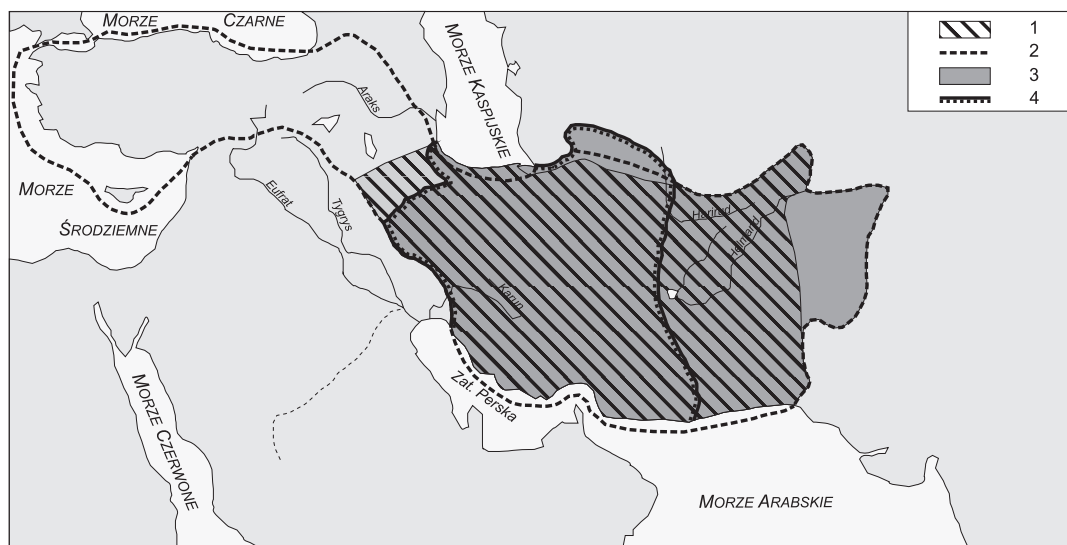 MORZE CZARNE
1
2
3
4
MORZE KASPIJSKIE
Araks
MORZE
ŚRODZIEMNE
Eufrat
Tygrys
Harirud
Helmand
Karun
Zat. Perska
MORZE CZERWONE
MORZE ARABSKIE